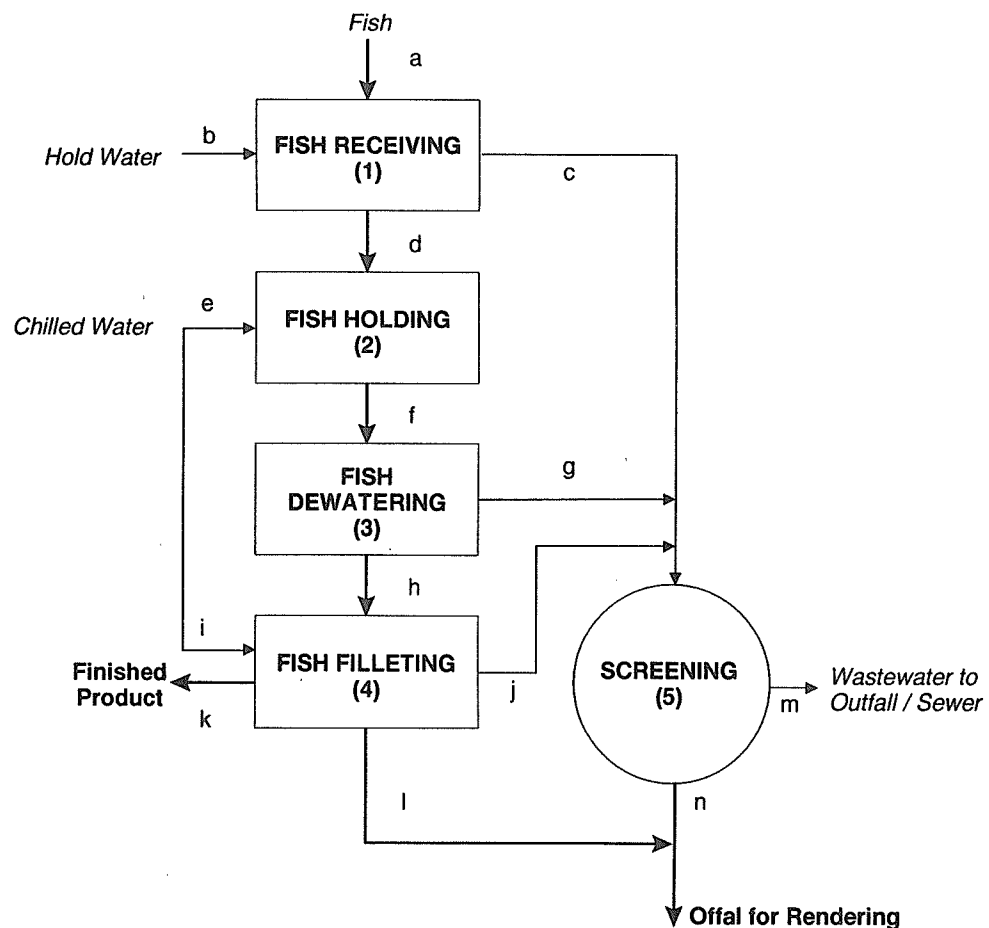 Fish
a
b
Hold Water
FISH RECEIVING
(1)
c
d
e
Chilled Water
FISH HOLDING
(2)
f
FISH
DEWATERING
(3)
g
h
i
FISH FILLETING
(4)
j
Finished
Product
k
SCREENING
(5)
Wastewater to
Outfall / Sewer
m
l
n
Offal for Rendering